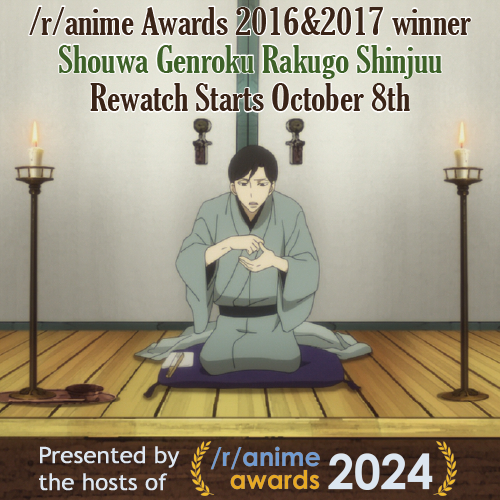 /r/anime Awards 2016&2017 winner
Shouwa Genroku Rakugo Shinjuu
Rewatch Starts October 8th
Presented by
the hosts of
/r/anime
awards
2024